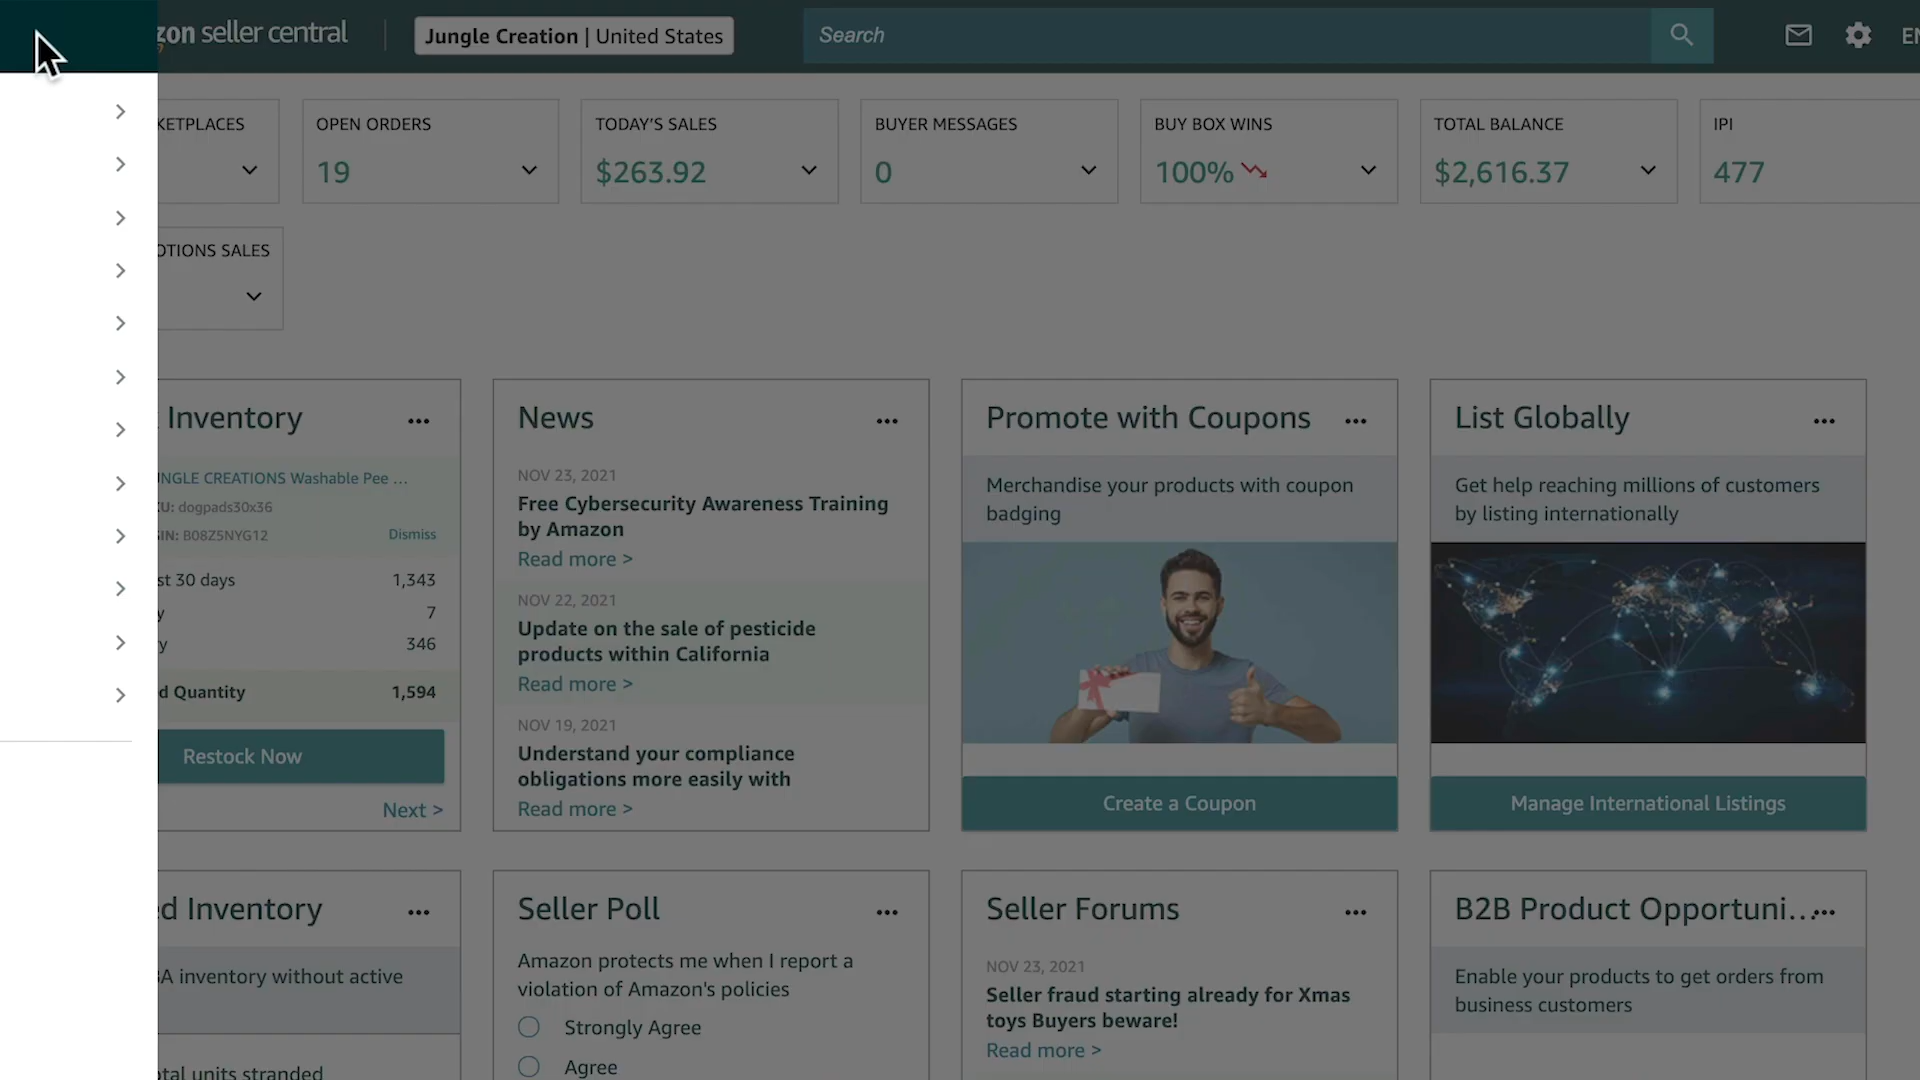 zon seller central
Jungle Creation | United States
Search
EN
KETPLACES
OPEN ORDERS
19
TODAY'S SALES
$263.92
BUYER MESSAGES
0
BUY BOX WINS
100%
TOTAL BALANCE
$2,616.37
IPI
477
OTIONS SALES
Inventory
NGLE CREATIONS Washable Pee ...
KU: dogpads30x36
SIN: B08Z5NYG12
Dismiss
st 30 days
1,343
y
7
ry
346
d Quantity
1,594
Restock Now
Next >
News
NOV 23, 2021
Free Cybersecurity Awareness Training
by Amazon
Read more >
NOV 22, 2021
Update on the sale of pesticide
products within California
Read more >
NOV 19, 2021
Understand your compliance
obligations more easily with
Read more >
Promote with Coupons
Merchandise your products with coupon
badging
Create a Coupon
List Globally
Get help reaching millions of customers
by listing internationally
Manage International Listings
ed Inventory
BA inventory without active
otal units stranded
Seller Poll
Amazon protects me when I report a
violation of Amazon's policies
Strongly Agree
Agree
Seller Forums
NOV 23, 2021
Seller fraud starting already for Xmas
toys Buyers beware!
Read more >
B2B Product Opportuni...
Enable your products to get orders from
business customers